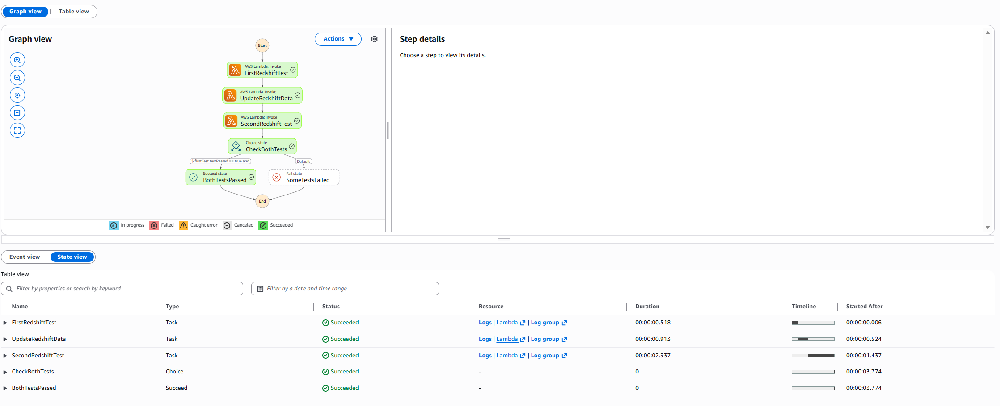 Graph view | Table view
Graph view
Actions
Start
AWS Lambda: Invoke
FirstRedshiftTest
AWS Lambda: Invoke
UpdateRedshiftData
AWS Lambda: Invoke
SecondRedshiftTest
Choice state
CheckBothTests
$.firstTest.testPassed == true and
Default
Succeed state
BothTestsPassed
Fail state
SomeTestsFailed
End
In progress Failed Caught error Canceled Succeeded
Step details
Choose a step to view its details.
Event view | State view
Table view
Filter by properties or search by keyword
Filter by a date and time range
Name Type Status Resource Duration Timeline Started After
FirstRedshiftTest Task Succeeded Logs | Lambda | Log group 00:00:00.518 00:00:00.006
UpdateRedshiftData Task Succeeded Logs | Lambda | Log group 00:00:00.913 00:00:00.524
SecondRedshiftTest Task Succeeded Logs | Lambda | Log group 00:00:02.337 00:00:01.437
CheckBothTests Choice Succeeded - 0 00:00:03.774
BothTestsPassed Succeed Succeeded - 0 00:00:03.774